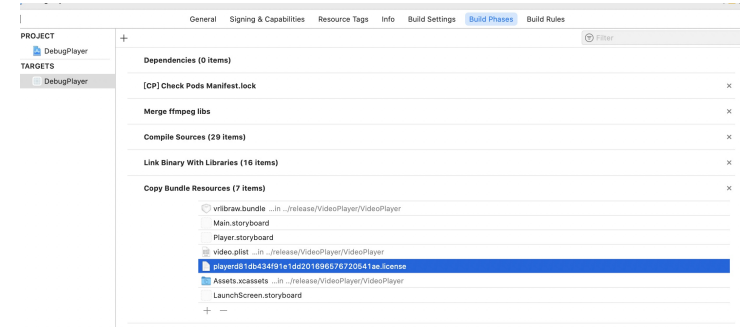 General Signing & Capabilities Resource Tags Info Build Settings Build Phases Build Rules
PROJECT
DebugPlayer
TARGETS
DebugPlayer
+ Filter
Dependencies (0 items)
[CP] Check Pods Manifest.lock ×
Merge ffmpeg libs ×
Compile Sources (29 items) ×
Link Binary With Libraries (16 items) ×
Copy Bundle Resources (7 items) ×
vrlibraw.bundle ...in ../release/VideoPlayer/VideoPlayer
Main.storyboard
Player.storyboard
video.plist ...in ../release/VideoPlayer/VideoPlayer
playerd81db434f91e1dd201696576720541ae.license
Assets.xcassets ...in ../release/VideoPlayer/VideoPlayer
LaunchScreen.storyboard
+ −